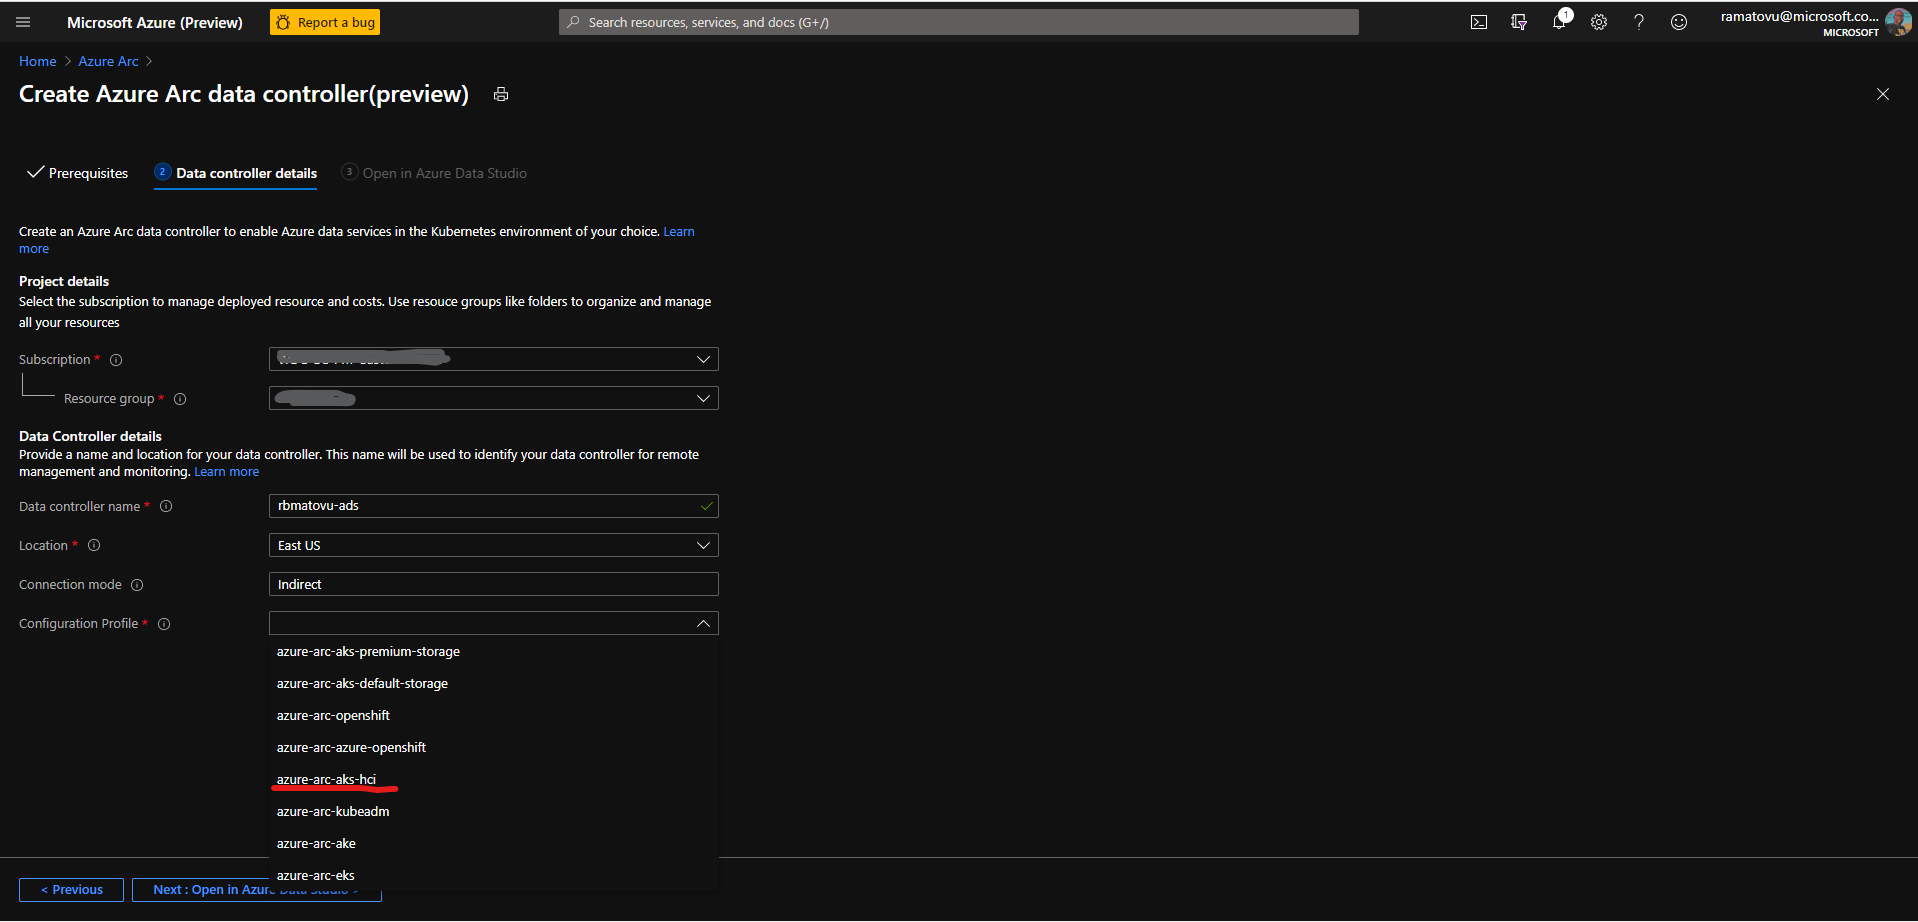 Microsoft Azure (Preview)
Report a bug
Search resources, services, and docs (G+/)
1
ramatovu@microsoft.co...
MICROSOFT
Home > Azure Arc >
Create Azure Arc data controller(preview)
Prerequisites
2 Data controller details
3 Open in Azure Data Studio
Create an Azure Arc data controller to enable Azure data services in the Kubernetes environment of your choice. Learn
more
Project details
Select the subscription to manage deployed resource and costs. Use resouce groups like folders to organize and manage
all your resources
Subscription *
Resource group *
Data Controller details
Provide a name and location for your data controller. This name will be used to identify your data controller for remote
management and monitoring. Learn more
Data controller name * rbmatovu-ads
Location * East US
Connection mode Indirect
Configuration Profile *
azure-arc-aks-premium-storage
azure-arc-aks-default-storage
azure-arc-openshift
azure-arc-azure-openshift
azure-arc-aks-hci
azure-arc-kubeadm
azure-arc-ake
azure-arc-eks
< Previous
Next : Open in Azure Data Studio >